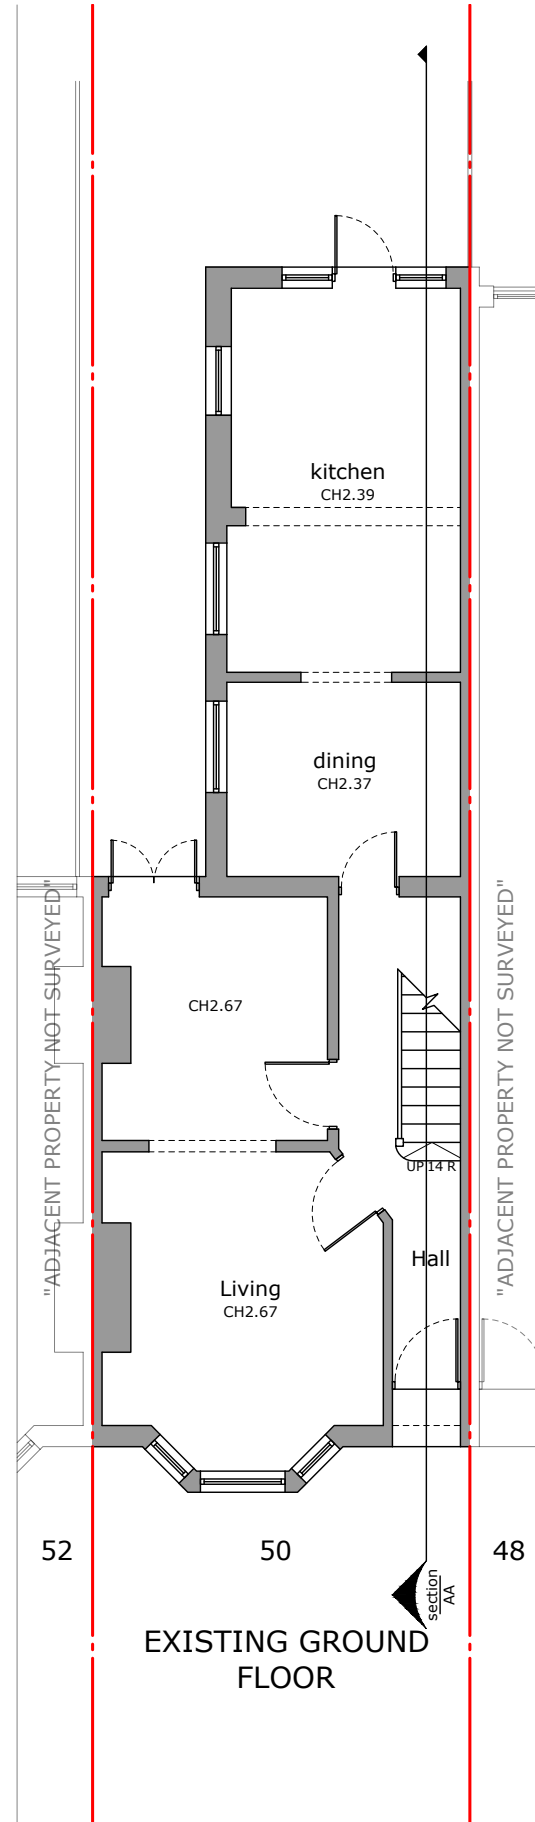 kitchen
CH2.39
dining
CH2.37
"ADJACENT PROPERTY NOT SURVEYED"
"ADJACENT PROPERTY NOT SURVEYED"
CH2.67
UP 14 R
Hall
Living
CH2.67
52
50
48
section
AA
EXISTING GROUND
FLOOR